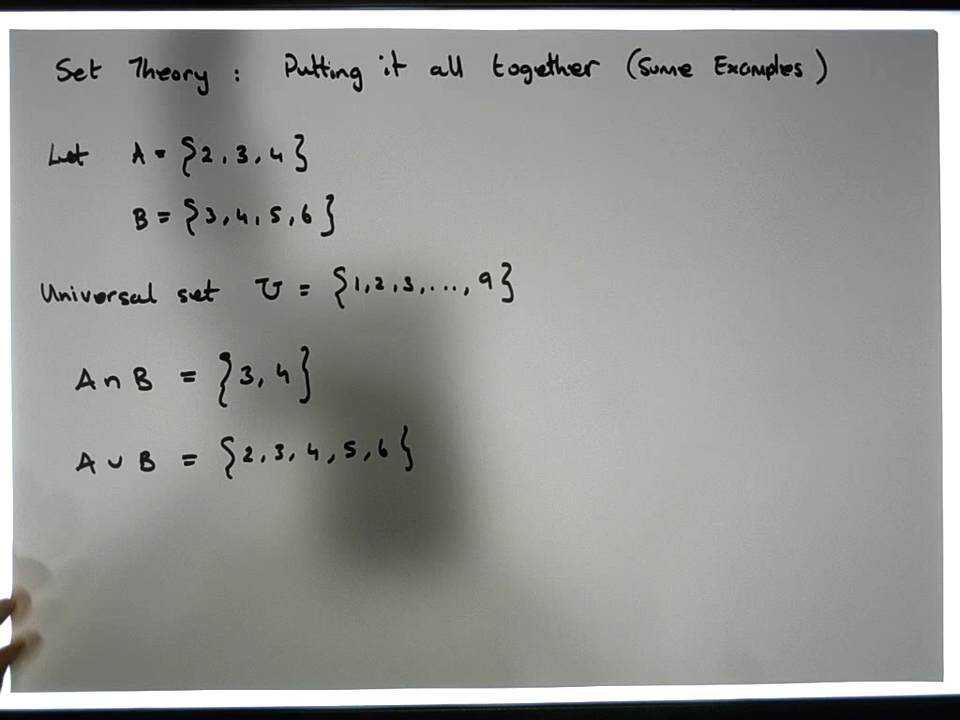 Set Theory : Putting it all together (Some Examples)
Let A = {2, 3, 4}
B = {3, 4, 5, 6}
Universal set U = {1, 2, 3, ..., 9}
A ∩ B = {3, 4}
A ∪ B = {2, 3, 4, 5, 6}